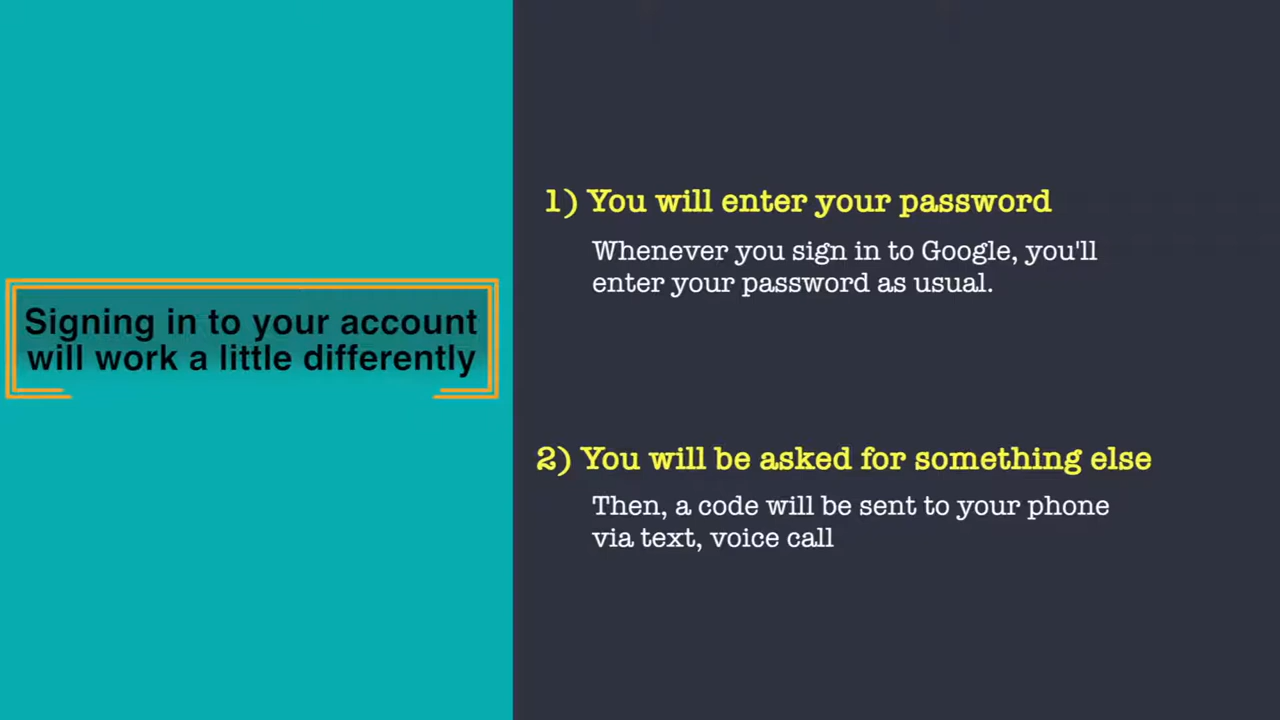 Signing in to your account
will work a little differently
1) You will enter your password
Whenever you sign in to Google, you'll
enter your password as usual.
2) You will be asked for something else
Then, a code will be sent to your phone
via text, voice call